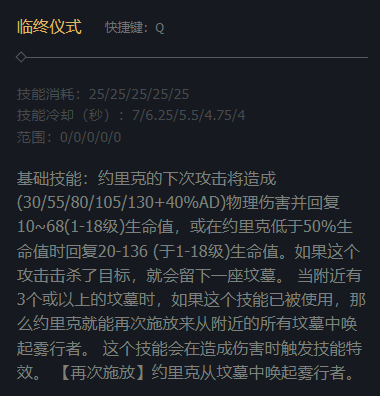 临终仪式 快捷键：Q
技能消耗：25/25/25/25/25
技能冷却（秒）：7/6.25/5.5/4.75/4
范围：0/0/0/0/0
基础技能：约里克的下次攻击将造成
(30/55/80/105/130+40%AD)物理伤害并回复
10~68(1-18级)生命值，或在约里克低于50%生
命值时回复20-136 (于1-18级)生命值。如果这个
攻击击杀了目标，就会留下一座坟墓。 当附近有
3个或以上的坟墓时，如果这个技能已被使用，那
么约里克就能再次施放来从附近的所有坟墓中唤
起雾行者。 这个技能会在造成伤害时触发技能特
效。 【再次施放】约里克从坟墓中唤起雾行者。